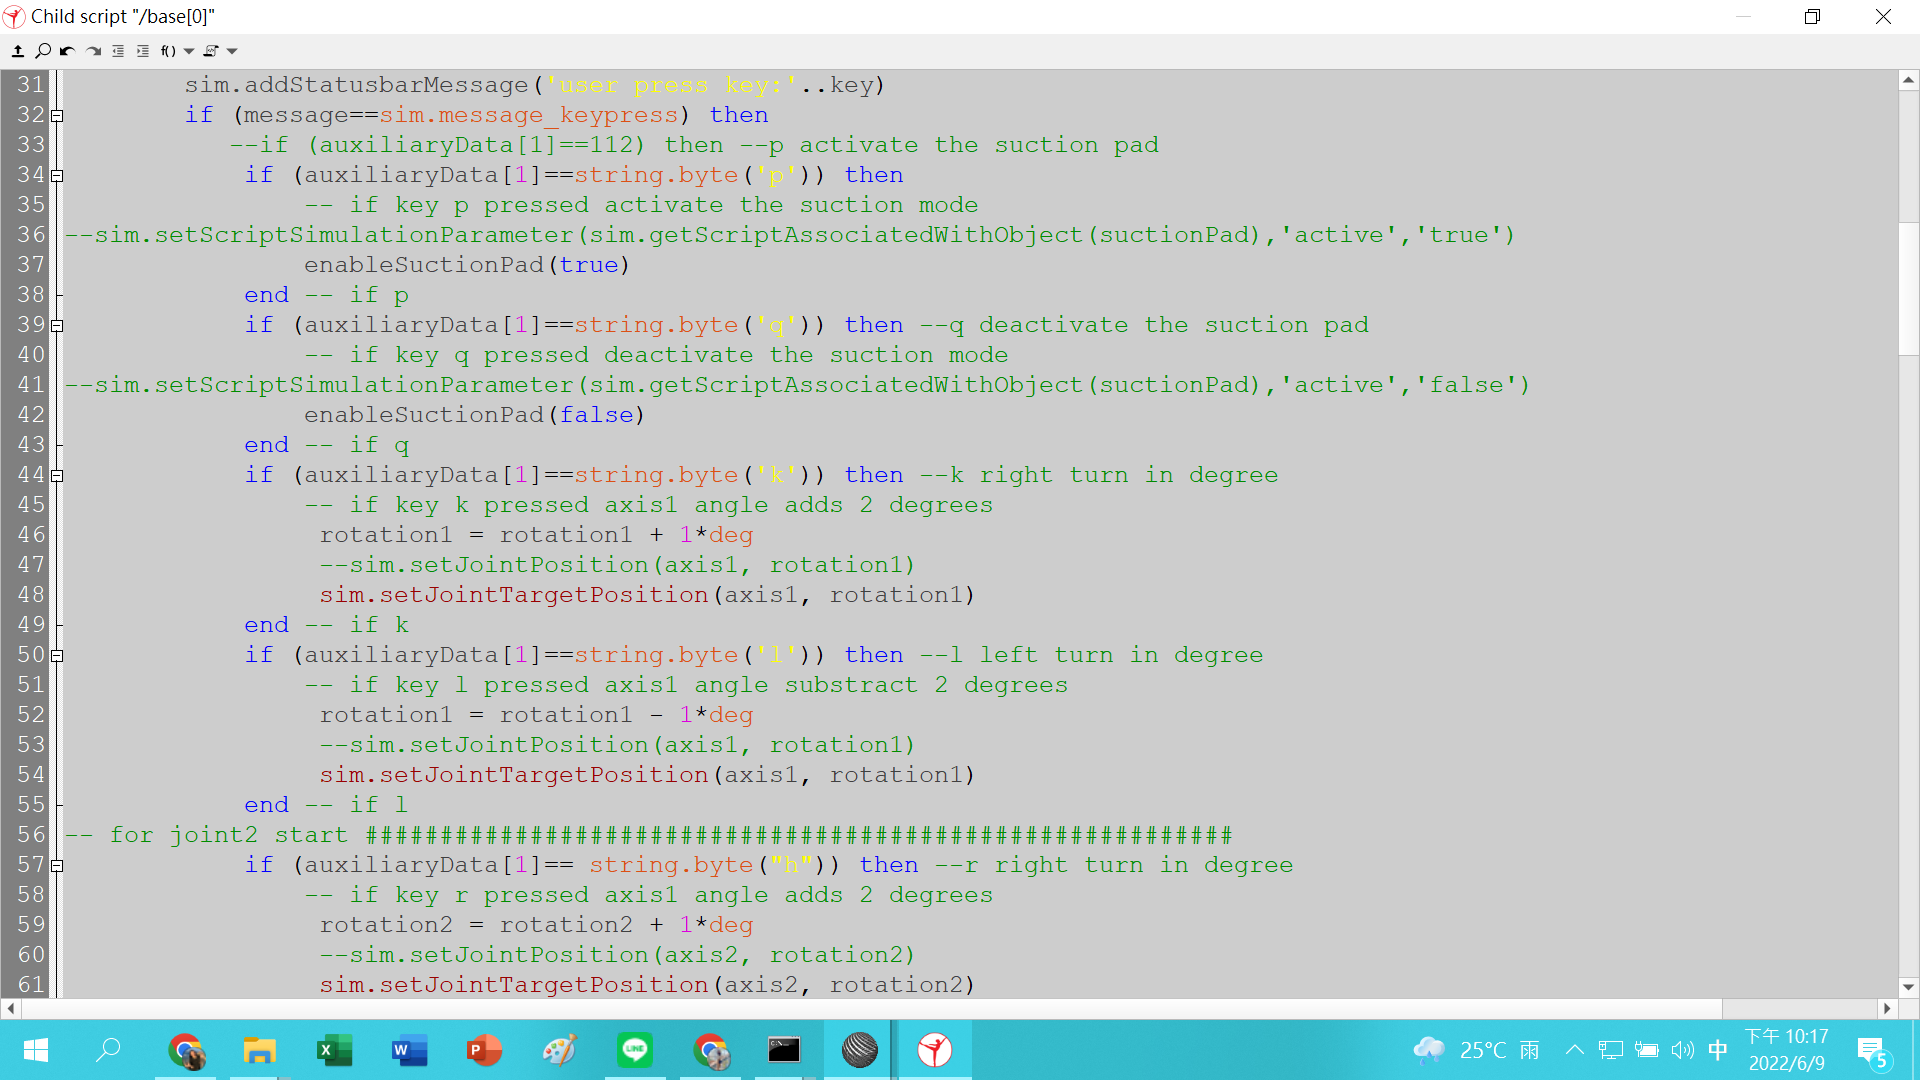 Child script "/base[0]"
f()
31 sim.addStatusbarMessage('user press key:'..key)
32 if (message==sim.message_keypress) then
33 --if (auxiliaryData[1]==112) then --p activate the suction pad
34 if (auxiliaryData[1]==string.byte('p')) then
35 -- if key p pressed activate the suction mode
36 --sim.setScriptSimulationParameter(sim.getScriptAssociatedWithObject(suctionPad),'active','true')
37 enableSuctionPad(true)
38 end -- if p
39 if (auxiliaryData[1]==string.byte('q')) then --q deactivate the suction pad
40 -- if key q pressed deactivate the suction mode
41 --sim.setScriptSimulationParameter(sim.getScriptAssociatedWithObject(suctionPad),'active','false')
42 enableSuctionPad(false)
43 end -- if q
44 if (auxiliaryData[1]==string.byte('k')) then --k right turn in degree
45 -- if key k pressed axis1 angle adds 2 degrees
46 rotation1 = rotation1 + 1*deg
47 --sim.setJointPosition(axis1, rotation1)
48 sim.setJointTargetPosition(axis1, rotation1)
49 end -- if k
50 if (auxiliaryData[1]==string.byte('l')) then --l left turn in degree
51 -- if key l pressed axis1 angle substract 2 degrees
52 rotation1 = rotation1 - 1*deg
53 --sim.setJointPosition(axis1, rotation1)
54 sim.setJointTargetPosition(axis1, rotation1)
55 end -- if l
56 -- for joint2 start ##########################################################
57 if (auxiliaryData[1]== string.byte("h")) then --r right turn in degree
58 -- if key r pressed axis1 angle adds 2 degrees
59 rotation2 = rotation2 + 1*deg
60 --sim.setJointPosition(axis2, rotation2)
61 sim.setJointTargetPosition(axis2, rotation2)
25°C 雨
中
下午 10:17
2022/6/9
5